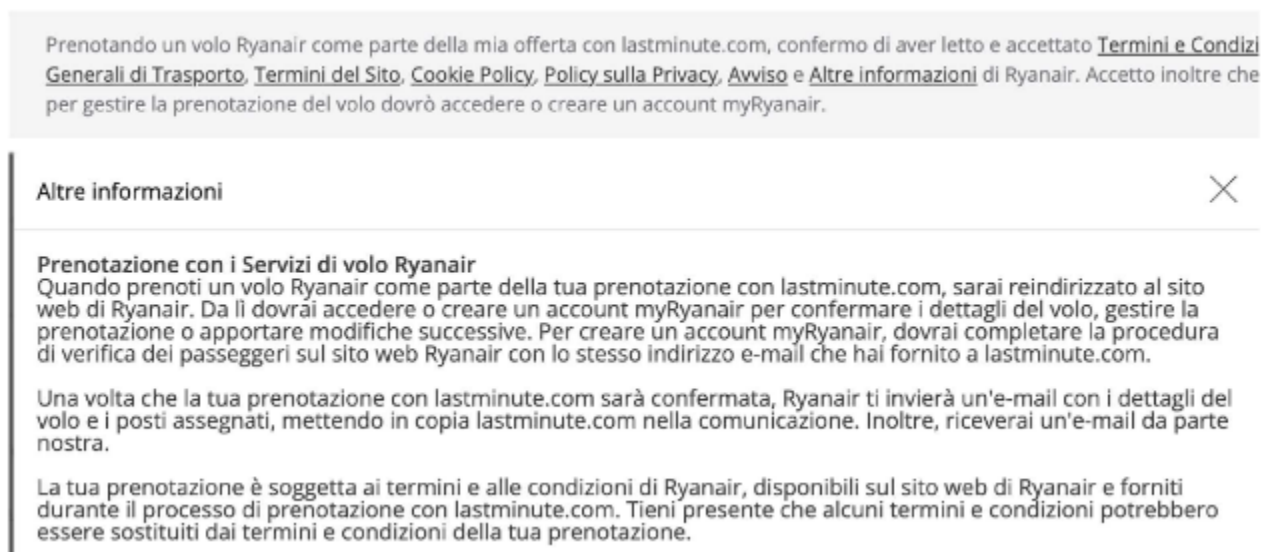 Prenotando un volo Ryanair come parte della mia offerta con lastminute.com, confermo di aver letto e accettato Termini e Condizi
Generali di Trasporto, Termini del Sito, Cookie Policy, Policy sulla Privacy, Avviso e Altre informazioni di Ryanair. Accetto inoltre che
per gestire la prenotazione del volo dovrò accedere o creare un account myRyanair.
Altre informazioni
Prenotazione con i Servizi di volo Ryanair
Quando prenoti un volo Ryanair come parte della tua prenotazione con lastminute.com, sarai reindirizzato al sito
web di Ryanair. Da lì dovrai accedere o creare un account myRyanair per confermare i dettagli del volo, gestire la
prenotazione o apportare modifiche successive. Per creare un account myRyanair, dovrai completare la procedura
di verifica dei passeggeri sul sito web Ryanair con lo stesso indirizzo e-mail che hai fornito a lastminute.com.
Una volta che la tua prenotazione con lastminute.com sarà confermata, Ryanair ti invierà un'e-mail con i dettagli del
volo e i posti assegnati, mettendo in copia lastminute.com nella comunicazione. Inoltre, riceverai un'e-mail da parte
nostra.
La tua prenotazione è soggetta ai termini e alle condizioni di Ryanair, disponibili sul sito web di Ryanair e forniti
durante il processo di prenotazione con lastminute.com. Tieni presente che alcuni termini e condizioni potrebbero
essere sostituiti dai termini e condizioni della tua prenotazione.